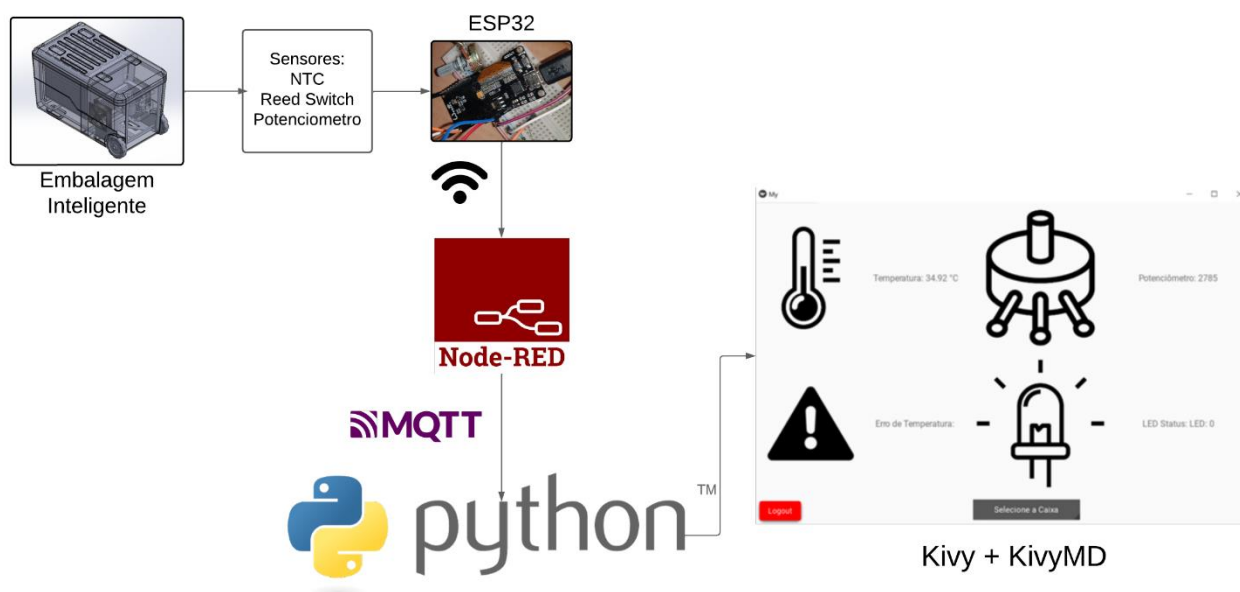 ESP32
Sensores:
NTC
Reed Switch
Potenciometro
Embalagem
Inteligente
Node-RED
MQTT
python
TM
My
Temperatura: 34.92 °C
Potenciômetro: 2785
Erro de Temperatura:
LED Status: LED: 0
Logout
Selecione a Caixa
Kivy + KivyMD